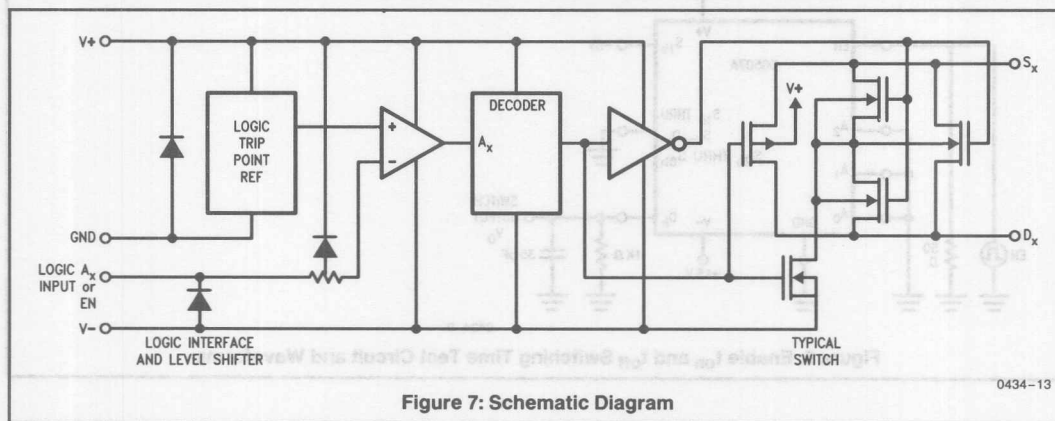 V+
LOGIC
TRIP
POINT
REF
GND
LOGIC Ax
INPUT or
EN
V−
+
−
DECODER
Ax
V+
Sx
Dx
LOGIC INTERFACE
AND LEVEL SHIFTER
TYPICAL
SWITCH
0434–13
Figure 7: Schematic Diagram